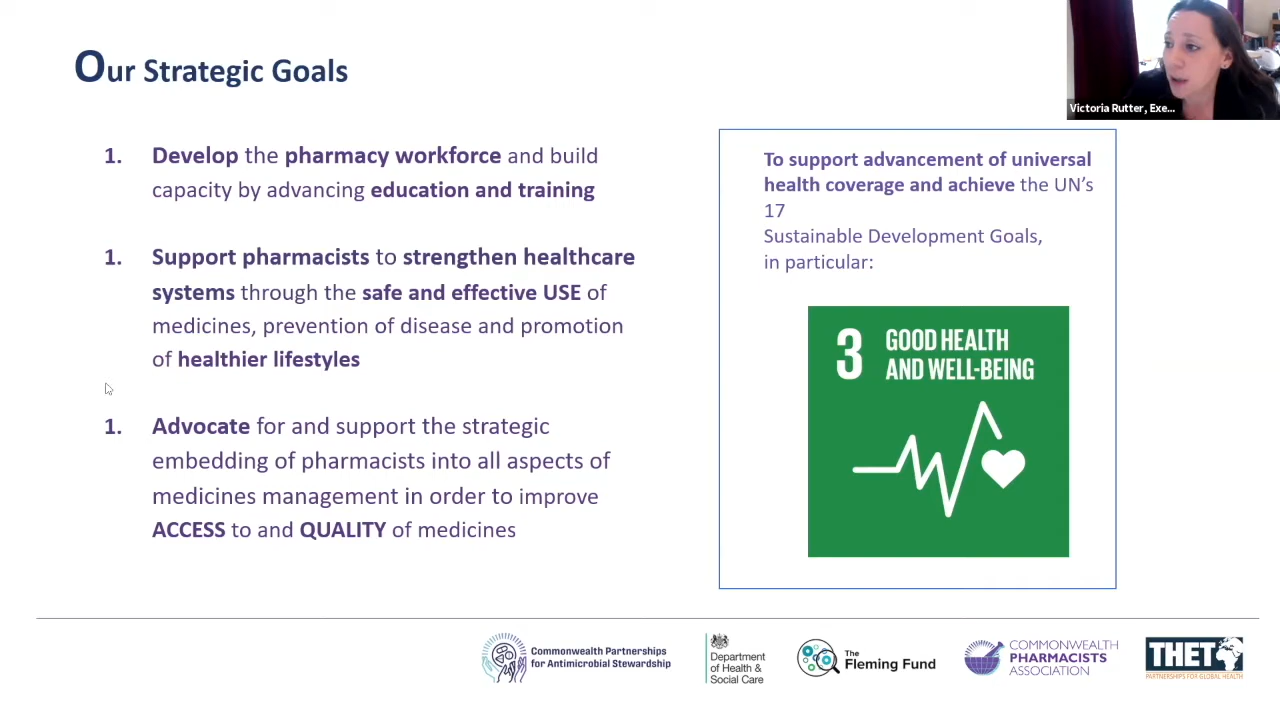 Our Strategic Goals
Victoria Rutter, Exe...
1. Develop the pharmacy workforce and build
capacity by advancing education and training
1. Support pharmacists to strengthen healthcare
systems through the safe and effective USE of
medicines, prevention of disease and promotion
of healthier lifestyles
1. Advocate for and support the strategic
embedding of pharmacists into all aspects of
medicines management in order to improve
ACCESS to and QUALITY of medicines
To support advancement of universal
health coverage and achieve the UN's
17
Sustainable Development Goals,
in particular:
3 GOOD HEALTH
AND WELL-BEING
Commonwealth Partnerships
for Antimicrobial Stewardship
Department
of Health &
Social Care
The
Fleming Fund
COMMONWEALTH
PHARMACISTS
ASSOCIATION
THET
PARTNERSHIPS FOR GLOBAL HEALTH